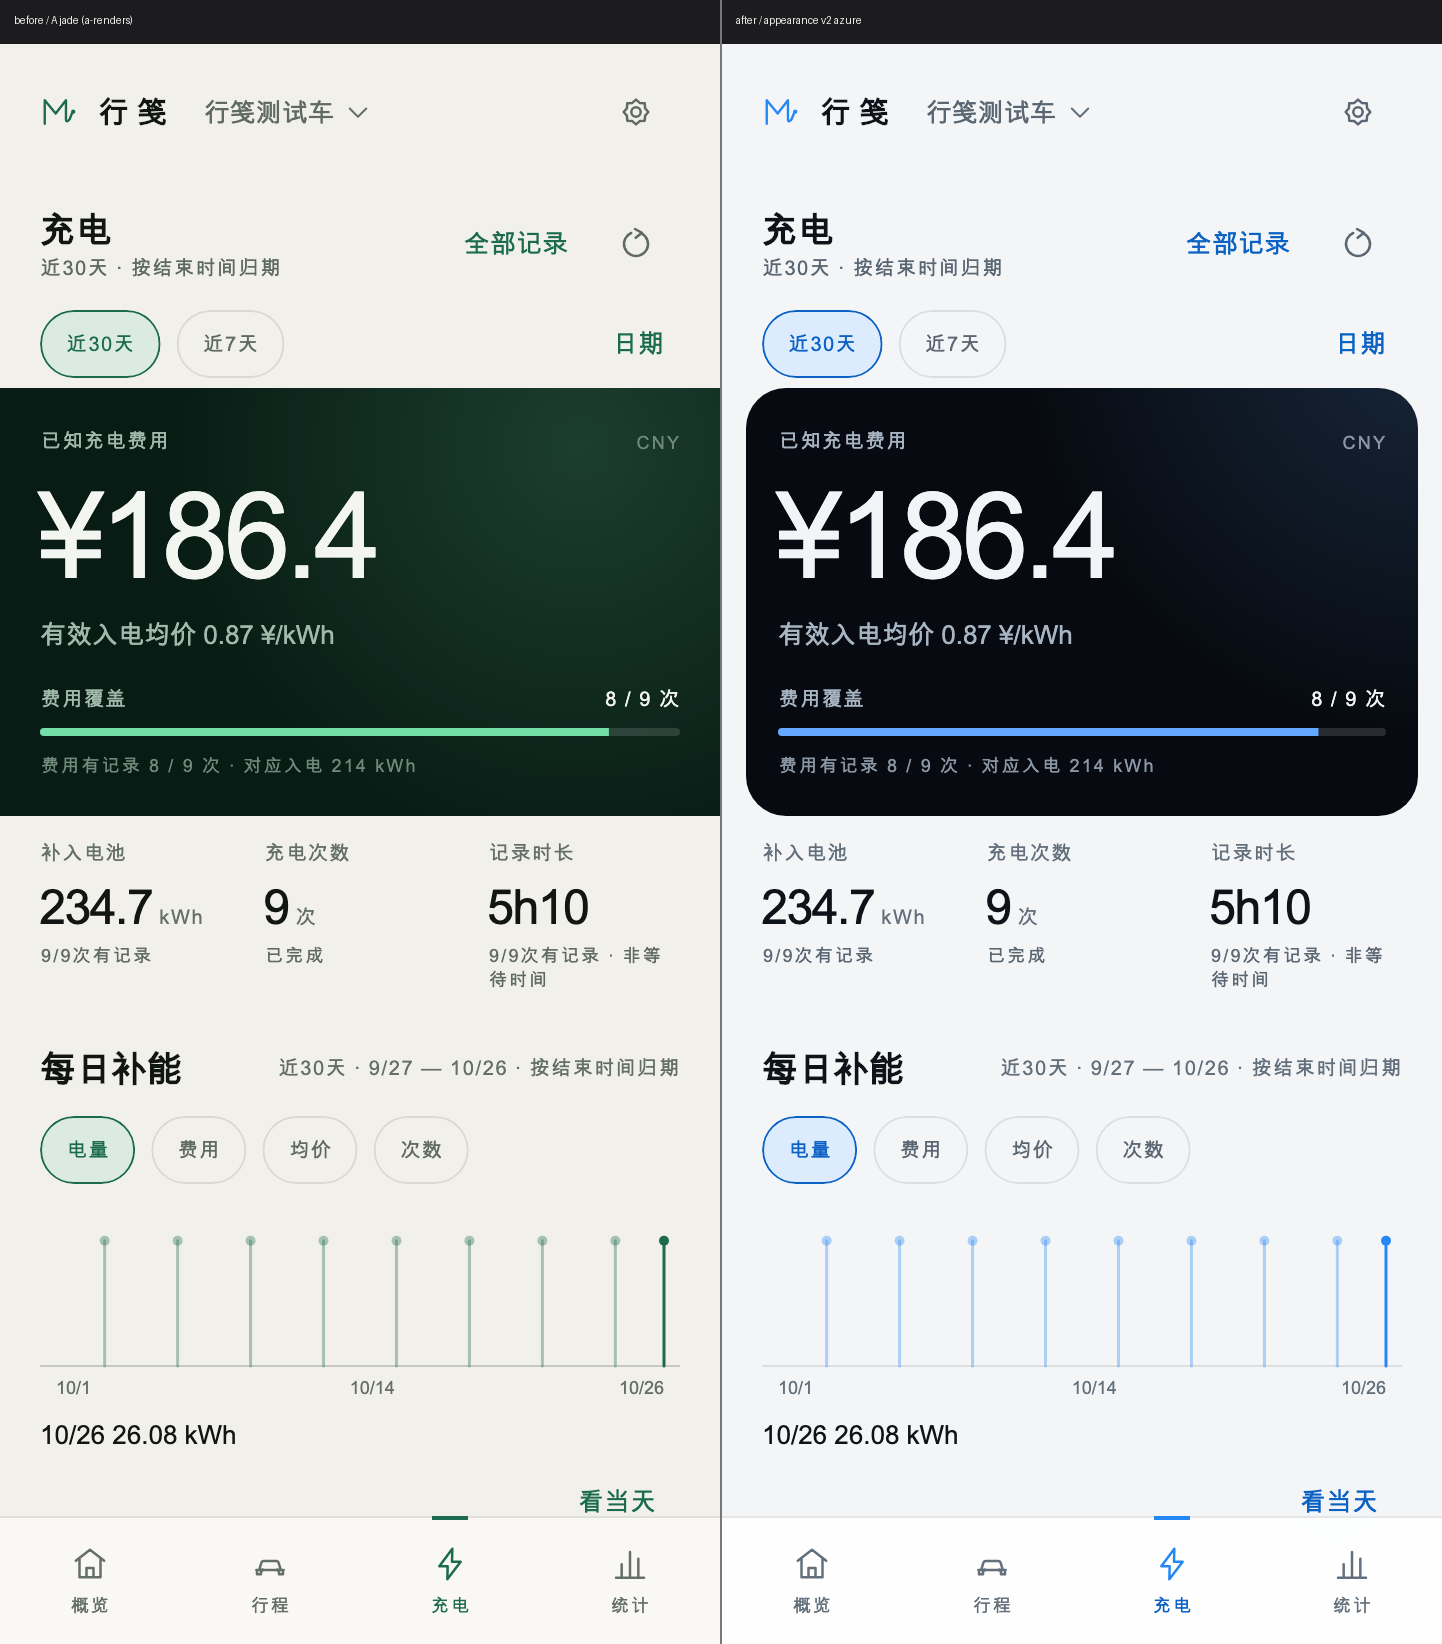 before / A jade (a-renders)
行笺 行笺测试车
充电
全部记录
近30天 · 按结束时间归期
近30天 近7天 日期
已知充电费用 CNY
¥186.4
有效入电均价 0.87 ¥/kWh
费用覆盖 8 / 9 次
费用有记录 8 / 9 次 · 对应入电 214 kWh
补入电池 充电次数 记录时长
234.7 kWh 9 次 5h10
9/9次有记录 已完成 9/9次有记录 · 非等
待时间
每日补能 近30天 · 9/27 — 10/26 · 按结束时间归期
电量 费用 均价 次数
10/1 10/14 10/26
10/26 26.08 kWh
看当天
概览 行程 充电 统计
after / appearance v2 azure
行笺 行笺测试车
充电
全部记录
近30天 · 按结束时间归期
近30天 近7天 日期
已知充电费用 CNY
¥186.4
有效入电均价 0.87 ¥/kWh
费用覆盖 8 / 9 次
费用有记录 8 / 9 次 · 对应入电 214 kWh
补入电池 充电次数 记录时长
234.7 kWh 9 次 5h10
9/9次有记录 已完成 9/9次有记录 · 非等
待时间
每日补能 近30天 · 9/27 — 10/26 · 按结束时间归期
电量 费用 均价 次数
10/1 10/14 10/26
10/26 26.08 kWh
看当天
概览 行程 充电 统计